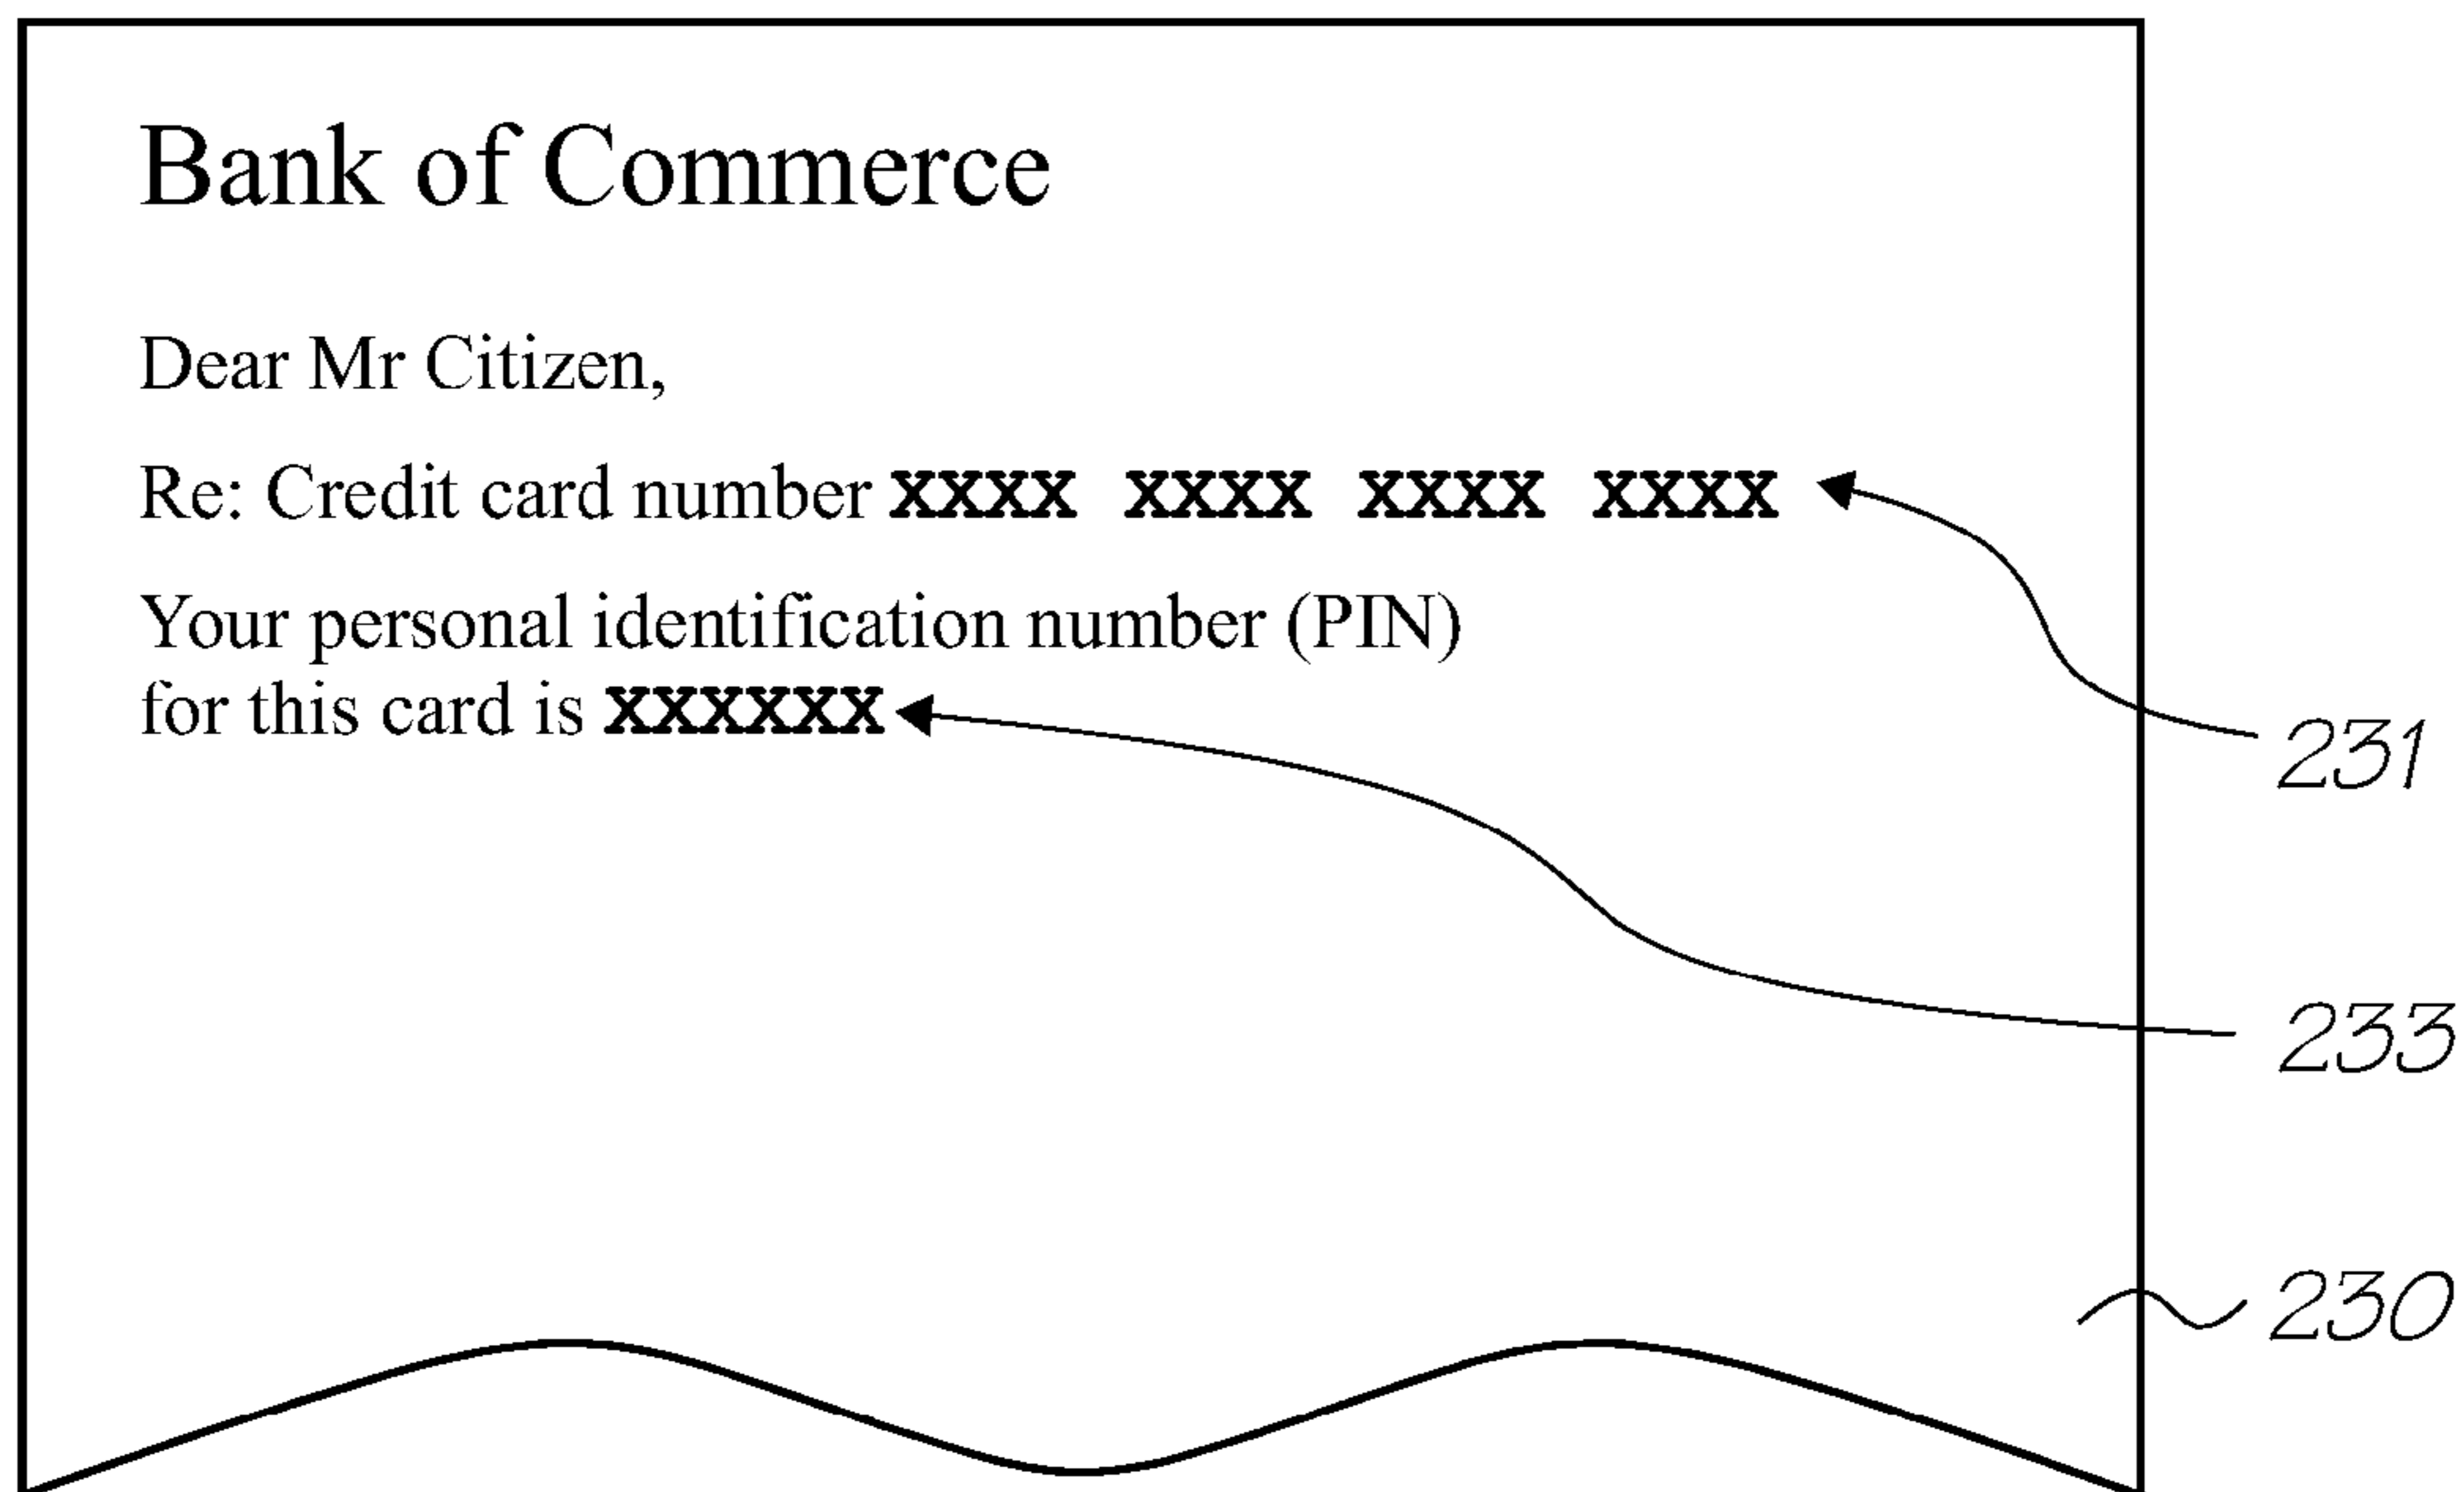 Bank of Commerce
Dear Mr Citizen,
Re: Credit card number xxxx xxxx xxxx xxxx
Your personal identification number (PIN)
for this card is xxxxxx
231
233
230